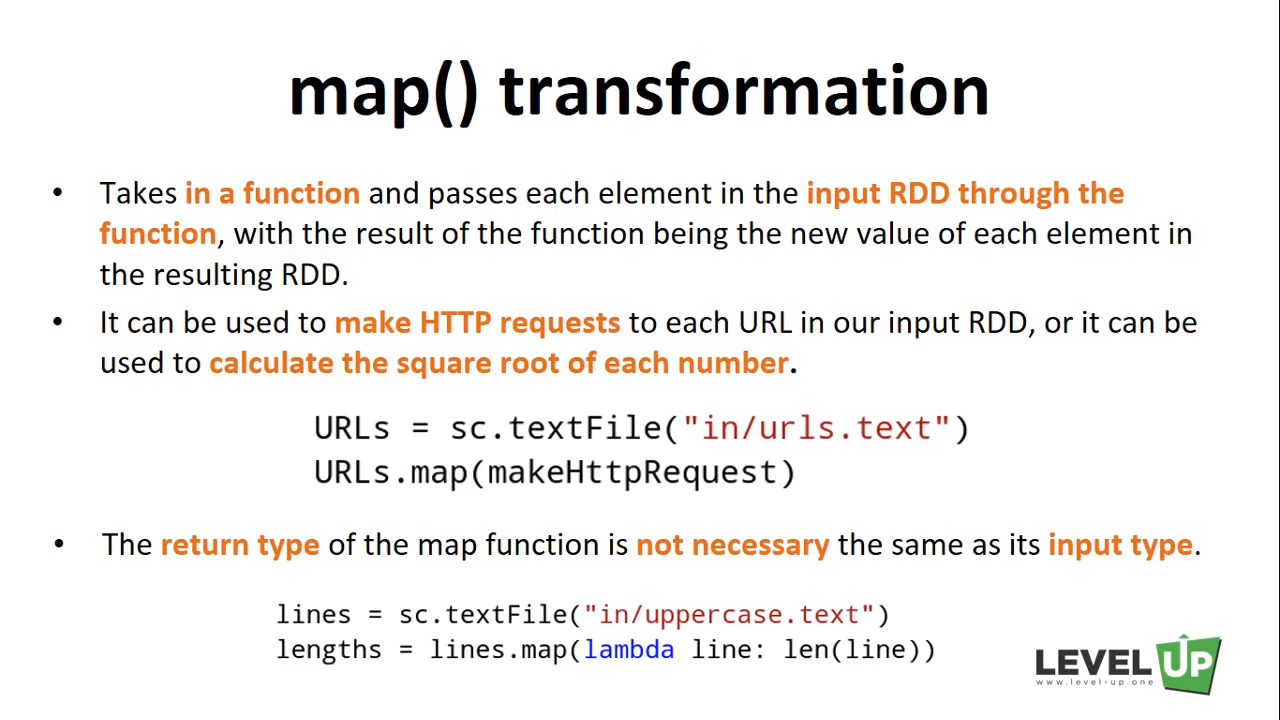 map() transformation
• Takes in a function and passes each element in the input RDD through the
function, with the result of the function being the new value of each element in
the resulting RDD.
• It can be used to make HTTP requests to each URL in our input RDD, or it can be
used to calculate the square root of each number.
URLs = sc.textFile("in/urls.text")
URLs.map(makeHttpRequest)
• The return type of the map function is not necessary the same as its input type.
lines = sc.textFile("in/uppercase.text")
lengths = lines.map(lambda line: len(line))
LEVEL UP
www.level-up.one